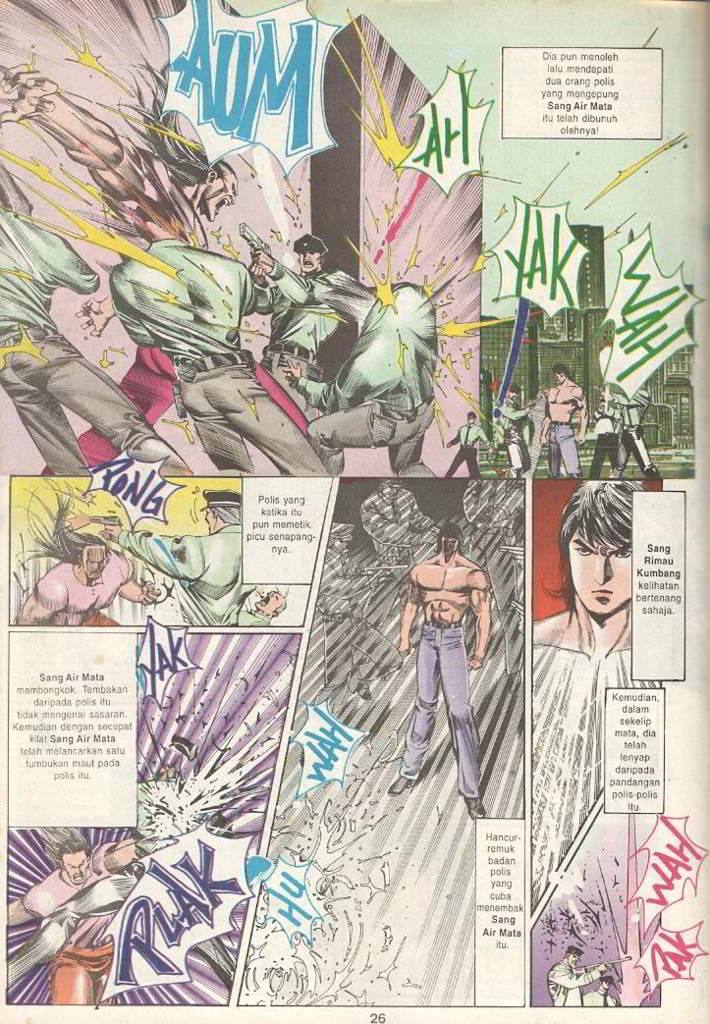 AUM
AH
Dia pun menoleh
lalu mendapati
dua orang polis
yang mengepung
Sang Air Mata
itu telah dibunuh
olehnya!
YAK
WAH
PONG
Polis yang
ketika itu
pun memetik
picu senapang-
nya.
Sang
Rimau
Kumbang
kelihatan
bertenang
sahaja.
Sang Air Mata
membongkok. Tembakan
daripada polis itu
tidak mengenai sasaran.
Kemudian dengan secepat
kilat Sang Air Mata
telah melancarkan satu
tumbukan maut pada
polis itu.
YAK
WAH
Kemudian,
dalam
sekelip
mata, dia
telah
lenyap
daripada
pandangan
polis-polis
itu.
PLAK
HU
Hancur-
remuk
badan
polis
yang
cuba
menembak
Sang
Air Mata
itu.
WAH
PAK
26